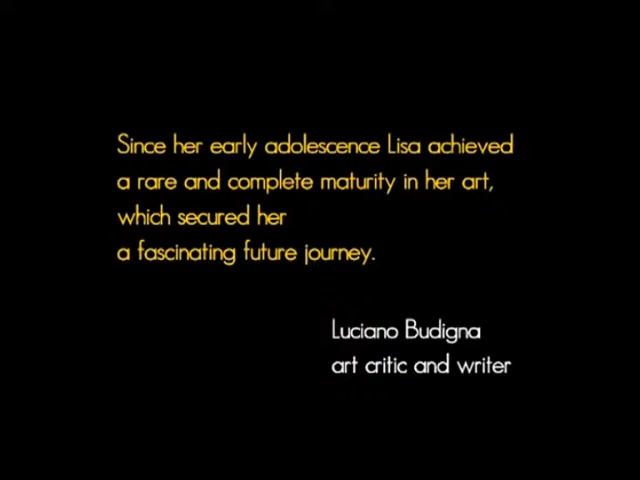 Since her early adolescence Lisa achieved
a rare and complete maturity in her art,
which secured her
a fascinating future journey.
Luciano Budigna
art critic and writer